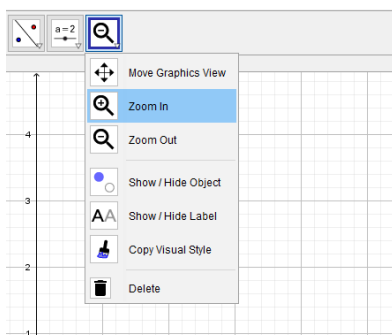 a=2
Move Graphics View
Zoom In
Zoom Out
Show / Hide Object
AA Show / Hide Label
Copy Visual Style
Delete
4
3
2
1